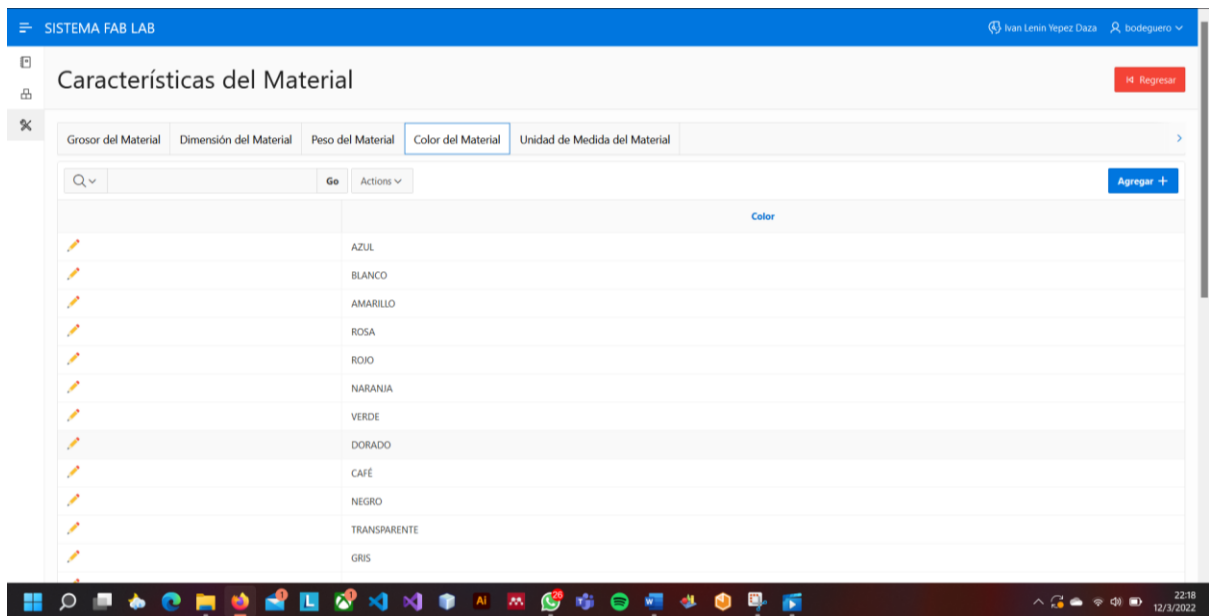 SISTEMA FAB LAB
Ivan Lenin Yepez Daza bodeguero
Características del Material
Regresar
Grosor del Material Dimensión del Material Peso del Material Color del Material Unidad de Medida del Material
Go Actions Agregar +
Color
AZUL
BLANCO
AMARILLO
ROSA
ROJO
NARANJA
VERDE
DORADO
CAFÉ
NEGRO
TRANSPARENTE
GRIS
22:18
12/3/2022